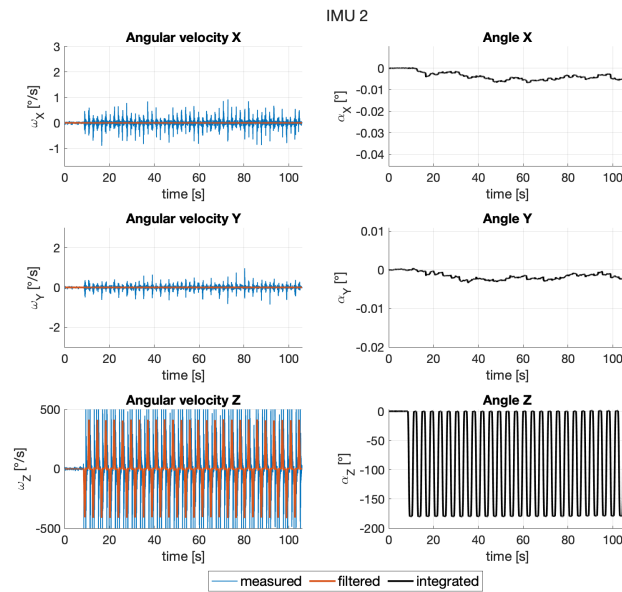 IMU 2
Angular velocity X
3
2
1
0
-1
ω_X [°/s]
0 20 40 60 80 100
time [s]
Angle X
0.01
0
-0.01
-0.02
-0.03
-0.04
α_X [°]
0 20 40 60 80 100
time [s]
Angular velocity Y
2
0
-2
ω_Y [°/s]
0 20 40 60 80 100
time [s]
Angle Y
0.01
0
-0.01
-0.02
α_Y [°]
0 20 40 60 80 100
time [s]
Angular velocity Z
500
0
-500
ω_Z [°/s]
0 20 40 60 80 100
time [s]
Angle Z
0
-50
-100
-150
-200
α_Z [°]
0 20 40 60 80 100
time [s]
measured filtered integrated